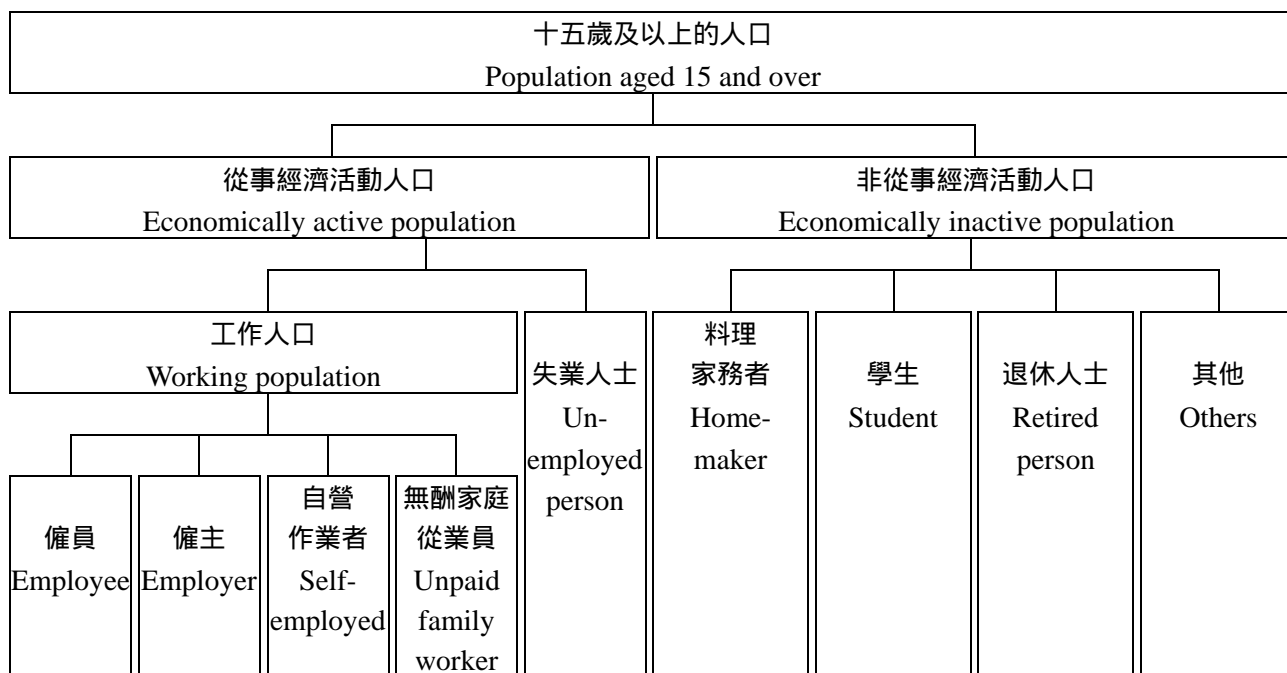 十五歲及以上的人口
Population aged 15 and over
從事經濟活動人口
Economically active population
非從事經濟活動人口
Economically inactive population
工作人口
Working population
失業人士
Un-
employed
person
料理
家務者
Home-
maker
學生
Student
退休人士
Retired
person
其他
Others
僱員
Employee
僱主
Employer
自營
作業者
Self-
employed
無酬家庭
從業員
Unpaid
family
worker